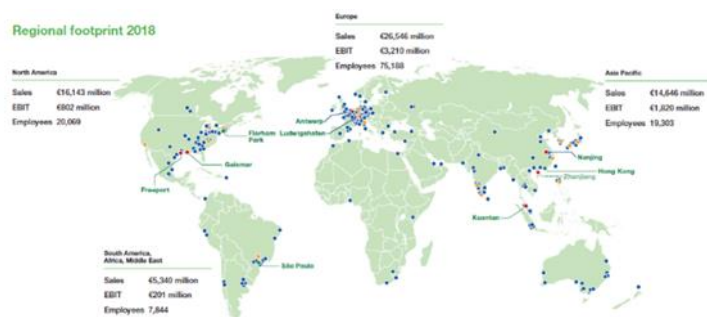 Regional footprint 2018
Europe
Sales €26,546 million
EBIT €3,210 million
Employees 75,188
North America
Sales €16,143 million
EBIT €802 million
Employees 20,069
Asia Pacific
Sales €14,646 million
EBIT €1,820 million
Employees 19,303
Antwerp
Ludwigshafen
Florham
Park
Geismar
Freeport
Nanjing
Hong Kong
Zhanjiang
Kuantan
São Paulo
South America,
Africa, Middle East
Sales €5,340 million
EBIT €201 million
Employees 7,844